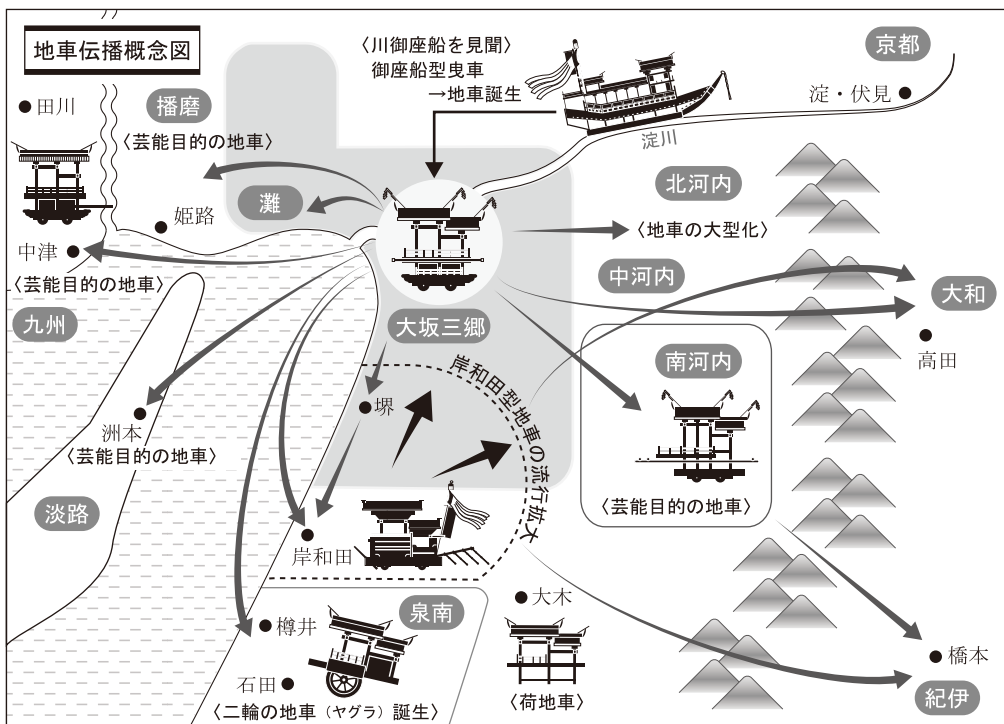 地車伝播概念図
〈川御座船を見聞〉
御座船型曳車
→地車誕生
京都
淀・伏見
淀川
田川
播磨
〈芸能目的の地車〉
灘
姫路
中津
〈芸能目的の地車〉
九州
北河内
〈地車の大型化〉
中河内
大和
高田
大坂三郷
南河内
〈芸能目的の地車〉
堺
岸和田型地車の流行拡大
洲本
〈芸能目的の地車〉
淡路
岸和田
泉南
樽井
石田
〈二輪の地車（ヤグラ）誕生〉
大木
〈荷地車〉
橋本
紀伊